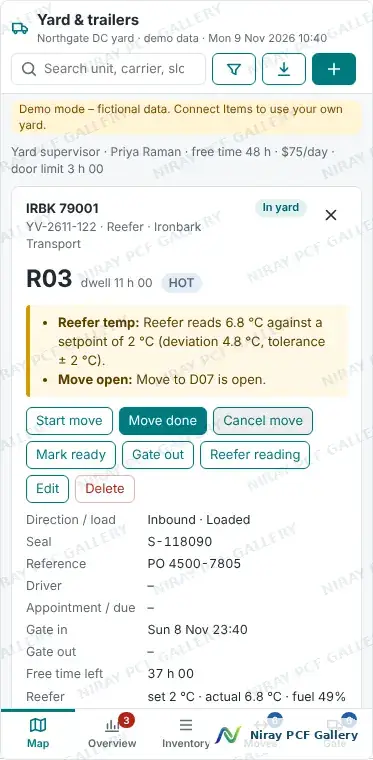 Yard & trailers
Northgate DC yard · demo data · Mon 9 Nov 2026 10:40
Search unit, carrier, slc
Demo mode – fictional data. Connect Items to use your own
yard.
Yard supervisor · Priya Raman · free time 48 h · $75/day ·
door limit 3 h 00
IRBK 79001
In yard
YV-2611-122 · Reefer · Ironbark
Transport
R03 dwell 11 h 00 HOT
• Reefer temp: Reefer reads 6.8 °C against a
setpoint of 2 °C (deviation 4.8 °C, tolerance
± 2 °C).
• Move open: Move to D07 is open.
Start move Move done Cancel move
Mark ready Gate out Reefer reading
Edit Delete
Direction / load Inbound · Loaded
Seal S-118090
Reference PO 4500-7805
Driver –
Appointment / due –
Gate in Sun 8 Nov 23:40
Gate out –
Free time left 37 h 00
Reefer set 2 °C · actual 6.8 °C · fuel 49%
3
Map Overview Inventory Moves Gate
Niray PCF Gallery
NIRAY PCF GALLERY